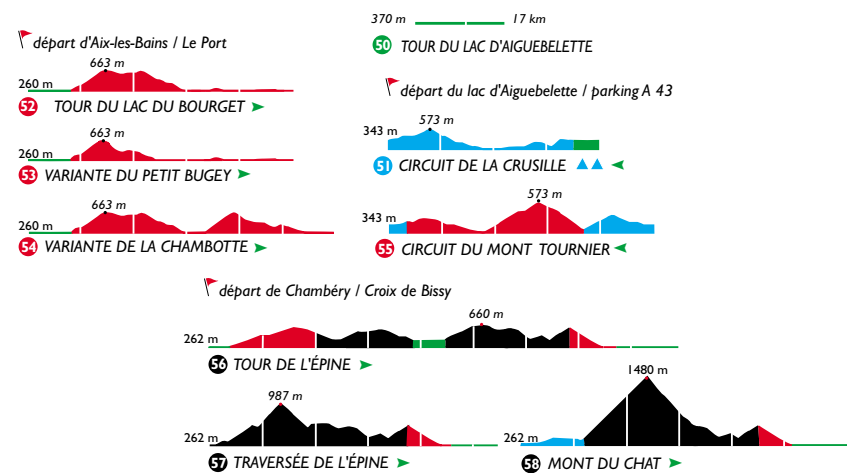 départ d'Aix-les-Bains / Le Port
663 m
260 m
52 TOUR DU LAC DU BOURGET
663 m
260 m
53 VARIANTE DU PETIT BUGEY
663 m
260 m
54 VARIANTE DE LA CHAMBOTTE
370 m 17 km
50 TOUR DU LAC D'AIGUEBELETTE
départ du lac d'Aiguebelette / parking A 43
573 m
343 m
51 CIRCUIT DE LA CRUSILLE
573 m
343 m
55 CIRCUIT DU MONT TOURNIER
départ de Chambéry / Croix de Bissy
660 m
262 m
56 TOUR DE L'ÉPINE
987 m
262 m
57 TRAVERSÉE DE L'ÉPINE
1480 m
262 m
58 MONT DU CHAT